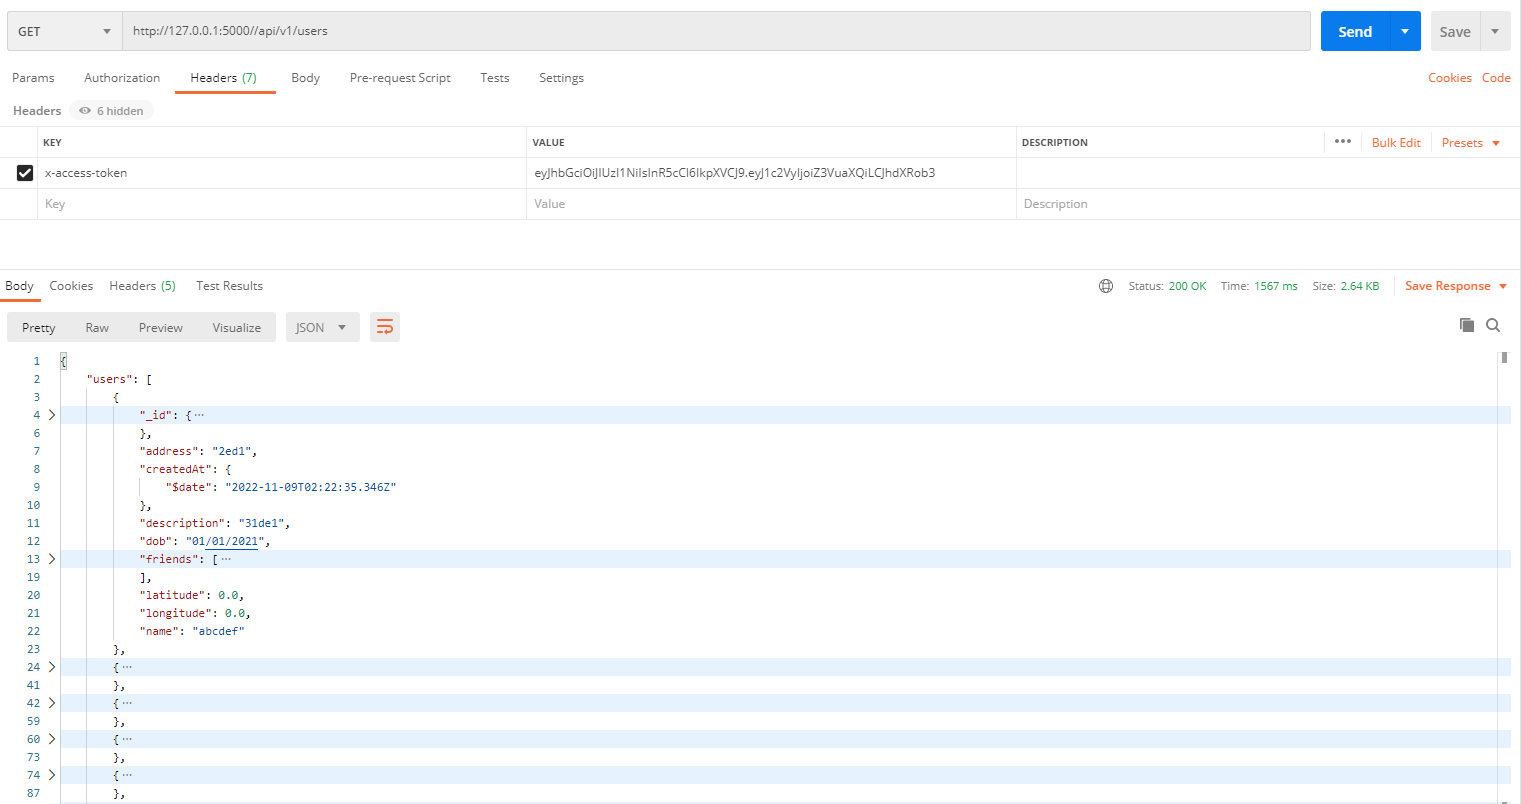 GET http://127.0.0.1:5000//api/v1/users Send Save
Params Authorization Headers (7) Body Pre-request Script Tests Settings Cookies Code
Headers 6 hidden
KEY VALUE DESCRIPTION ••• Bulk Edit Presets
x-access-token eyJhbGciOiJIUzI1NiIsInR5cCI6IkpXVCJ9.eyJ1c2VyIjoiZ3VuaXQiLCJhdXRob3
Key Value Description
Body Cookies Headers (5) Test Results Status: 200 OK Time: 1567 ms Size: 2.64 KB Save Response
Pretty Raw Preview Visualize JSON
1 {
2 "users": [
3 {
4 "_id": {···
6 },
7 "address": "2ed1",
8 "createdAt": {
9 "$date": "2022-11-09T02:22:35.346Z"
10 },
11 "description": "31de1",
12 "dob": "01/01/2021",
13 "friends": [···
19 ],
20 "latitude": 0.0,
21 "longitude": 0.0,
22 "name": "abcdef"
23 },
24 {···
41 },
42 {···
59 },
60 {···
73 },
74 {···
87 },